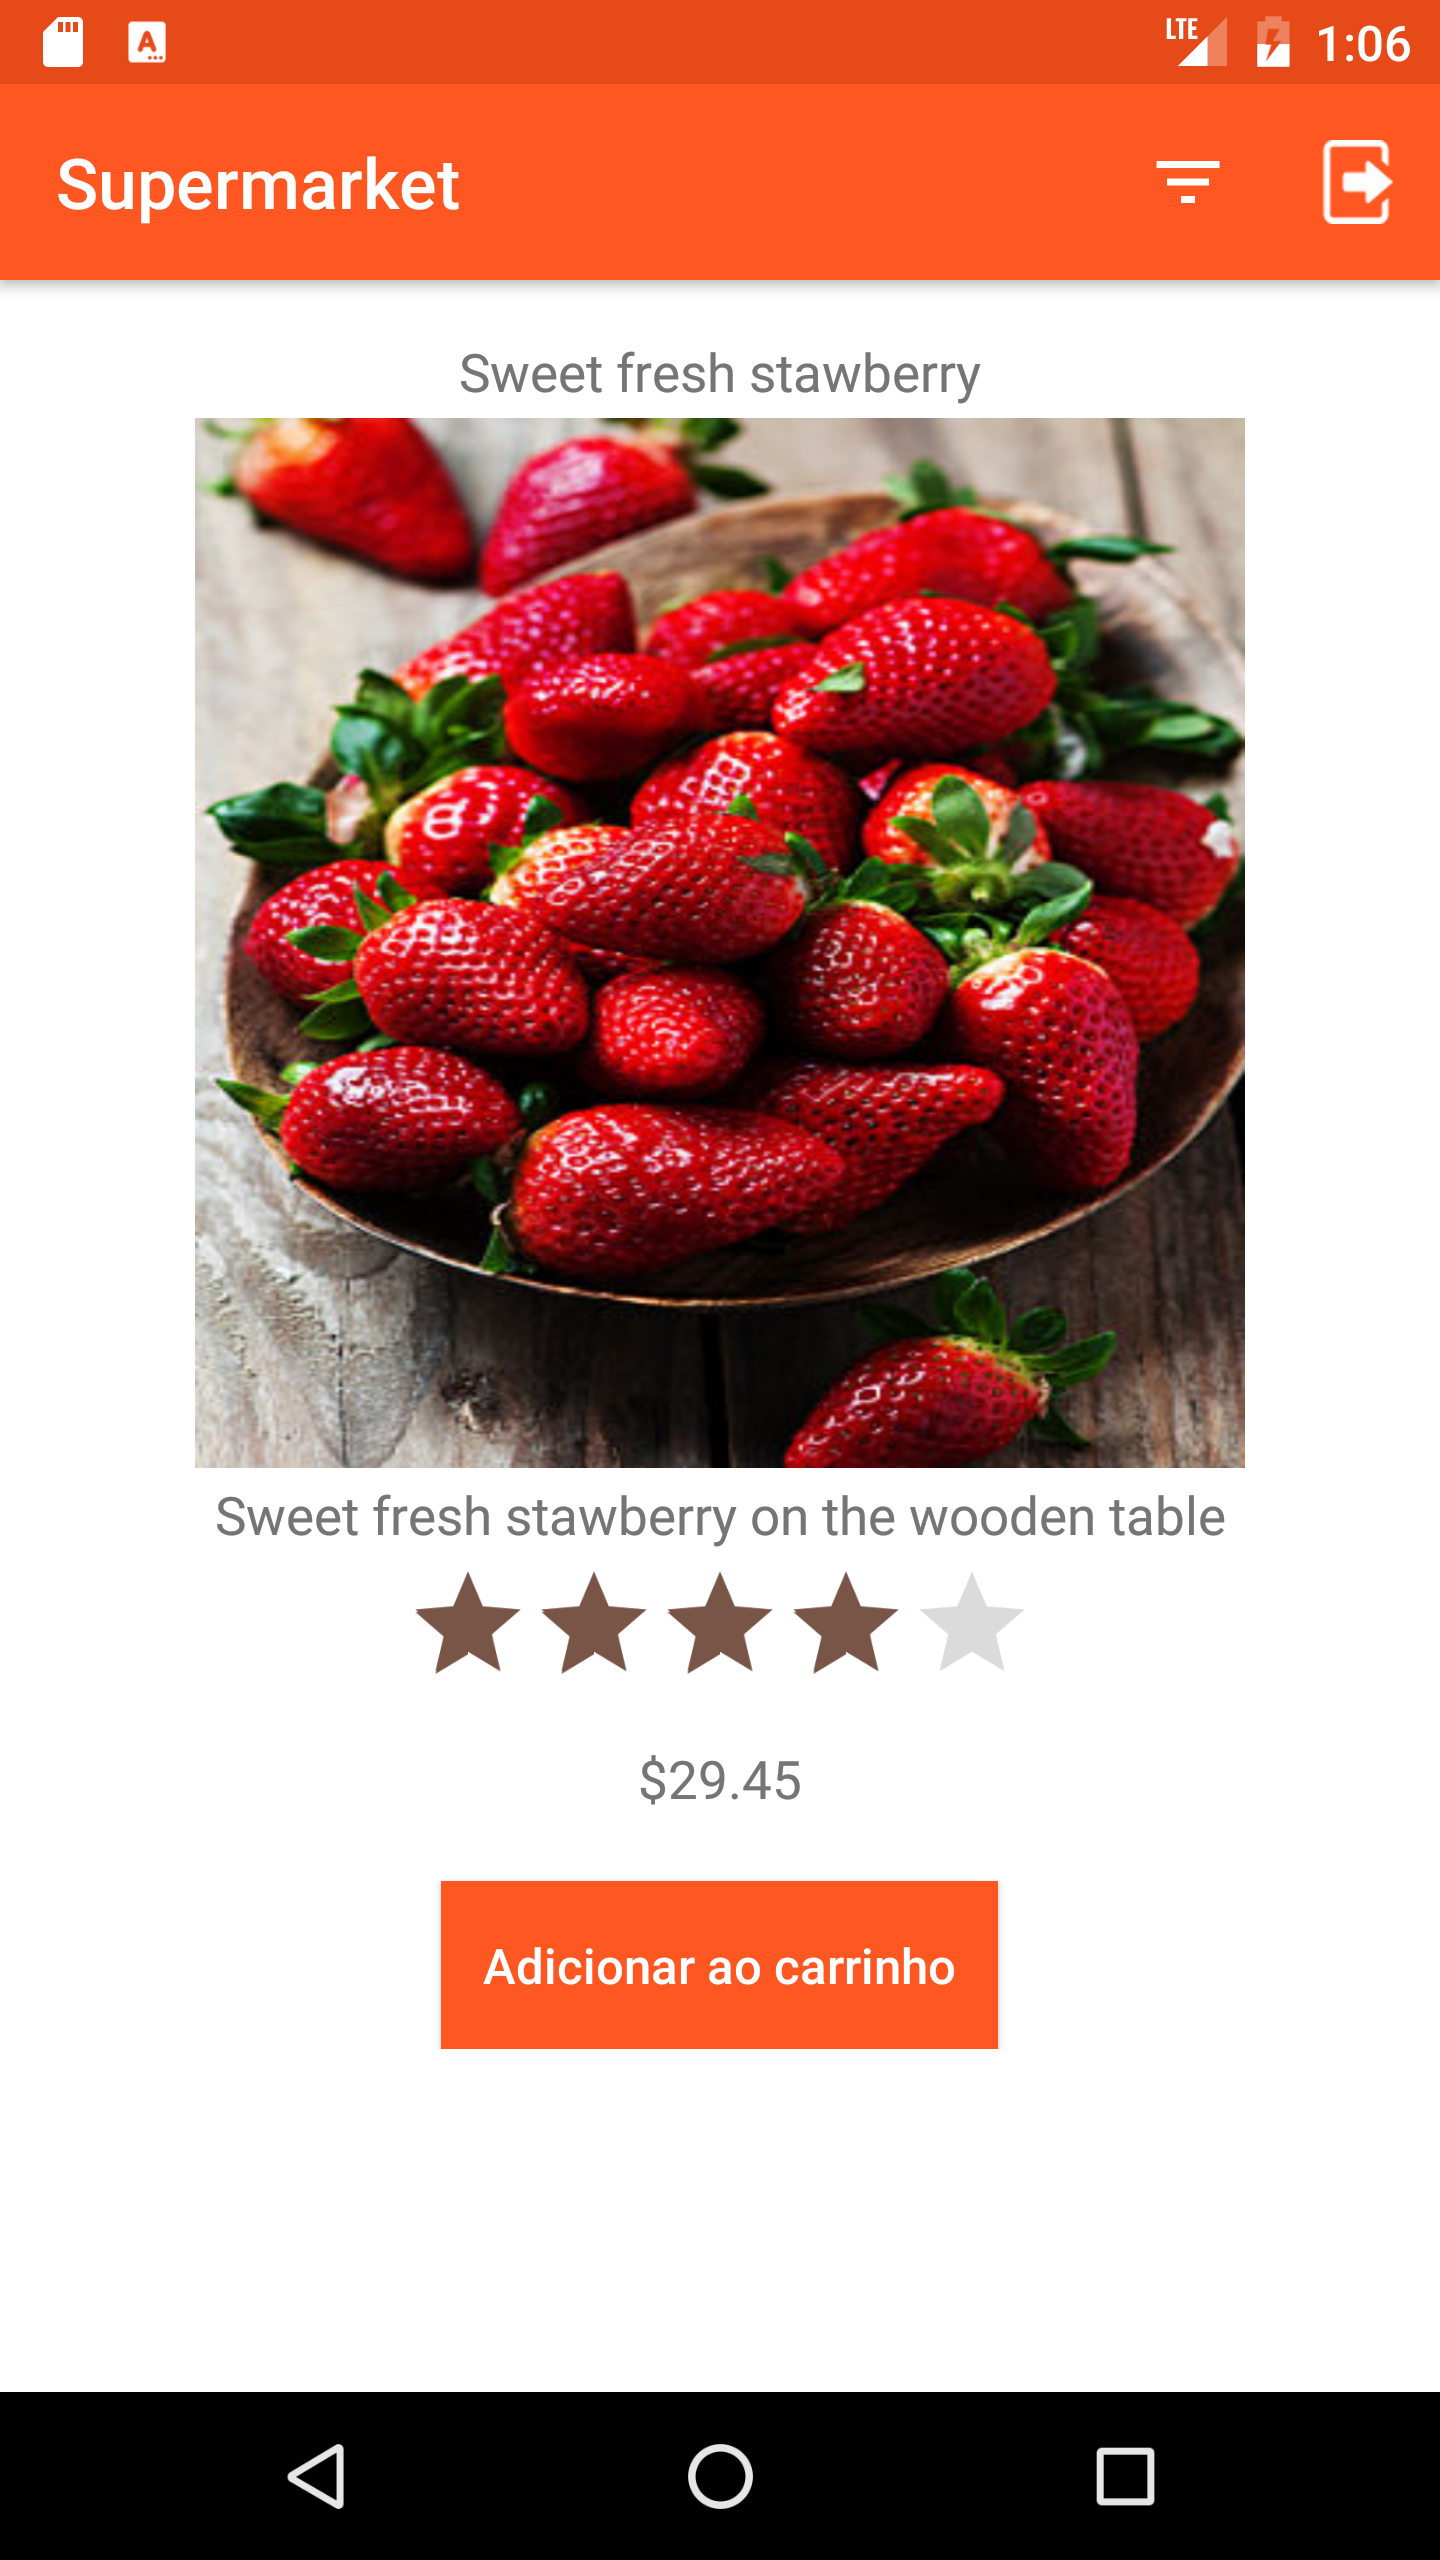 LTE 1:06
Supermarket
Sweet fresh stawberry
Sweet fresh stawberry on the wooden table
$29.45
Adicionar ao carrinho